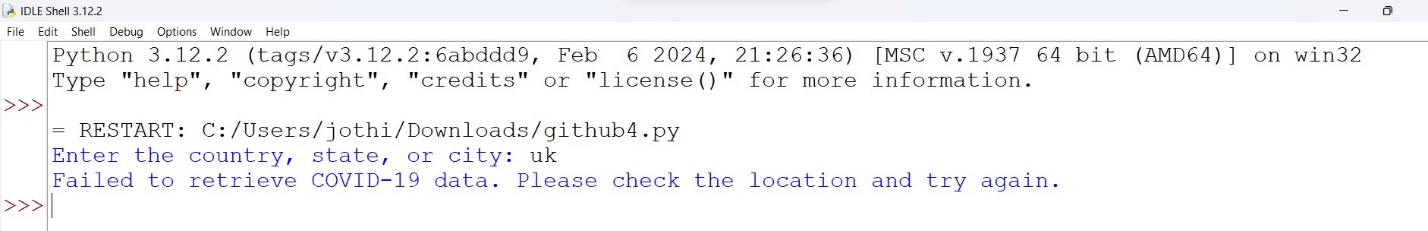 IDLE Shell 3.12.2
File Edit Shell Debug Options Window Help
Python 3.12.2 (tags/v3.12.2:6abddd9, Feb  6 2024, 21:26:36) [MSC v.1937 64 bit (AMD64)] on win32
Type "help", "copyright", "credits" or "license()" for more information.
>>>
= RESTART: C:/Users/jothi/Downloads/github4.py
Enter the country, state, or city: uk
Failed to retrieve COVID-19 data. Please check the location and try again.
>>>